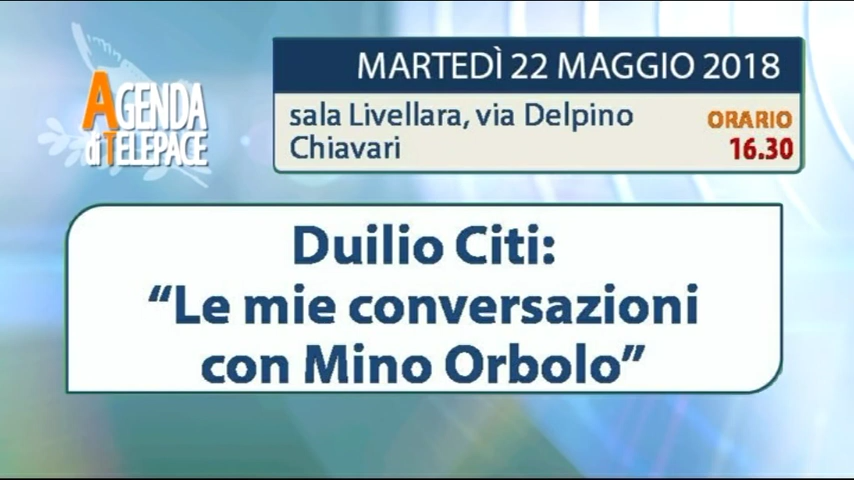 AGENDA
di TELEPACE
MARTEDÌ 22 MAGGIO 2018
sala Livellara, via Delpino
Chiavari
ORARIO
16.30
Duilio Citi:
“Le mie conversazioni
con Mino Orbolo”